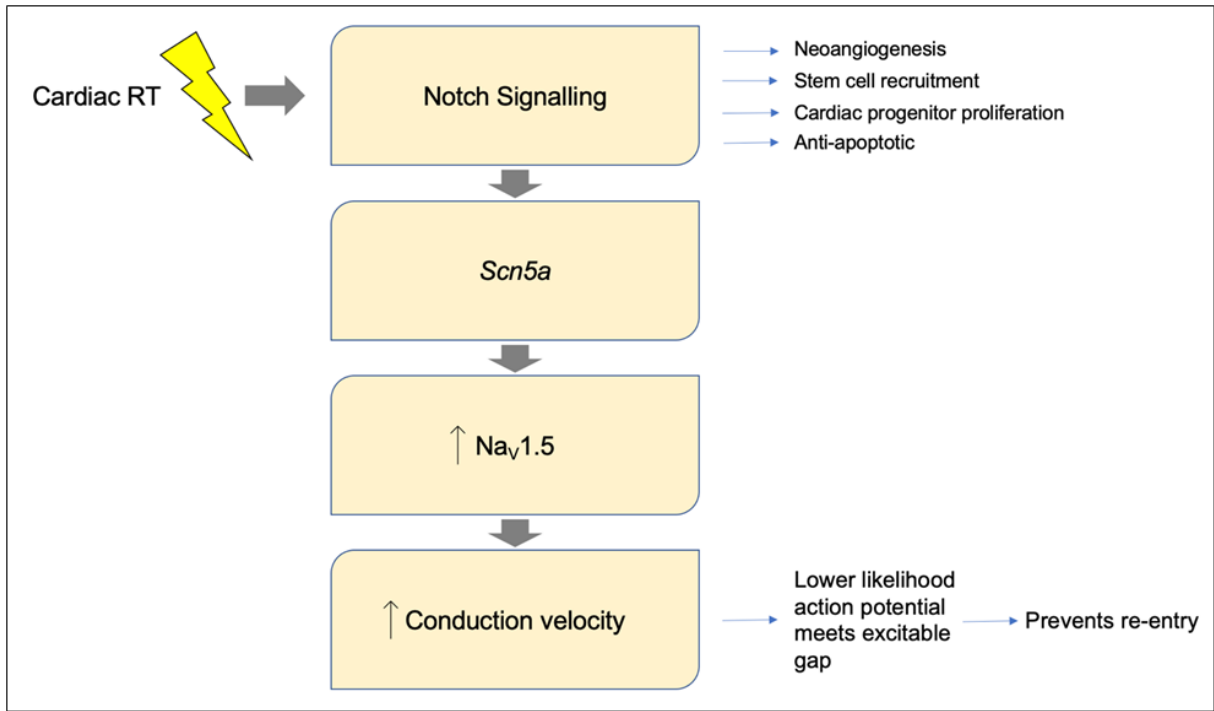 Cardiac RT
Notch Signalling
Neoangiogenesis
Stem cell recruitment
Cardiac progenitor proliferation
Anti-apoptotic
Scn5a
↑ NaV1.5
↑ Conduction velocity
Lower likelihood
action potential
meets excitable
gap
Prevents re-entry